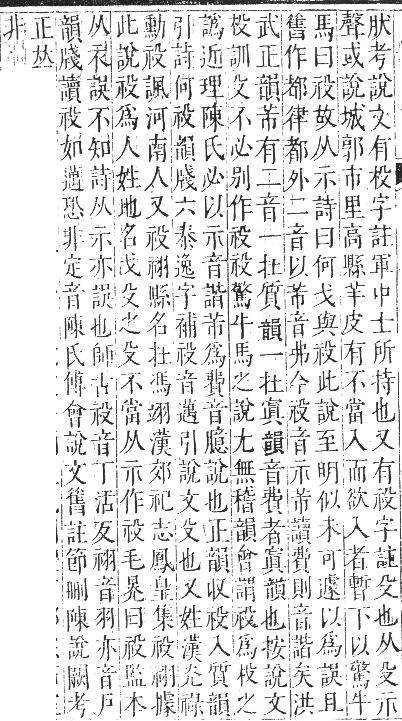 肰考說文有杸字註軍中士所持也又有祋字註殳也从殳示
聲或說城郭市里高縣羊皮有不當入而欲入者暫下以驚牛
馬曰祋故从示詩曰何戈與祋此說至明似未可遽以爲誤且
舊作都律都外二音以芾音弗今祋音示芾讀費則音諧矣洪
武正韻芾有二音一在質韻一在寘韻音費者寘韻也按說文
杸訓殳不必別作祋祋驚牛馬之說尤無稽韻會謂祋爲杸之
譌近理陳氏必以示音諧芾爲費音臆說也正韻收祋入質韻
引詩何祋韻牋六泰逸字補祋音邁引說文殳也又姓漢光祿
勳祋諷河南人又祋祤縣名在馮翊漢郊祀志鳳皇集祋祤據
此說祋爲人姓地名戈殳之殳不當从示作祋毛晃曰祋監本
从禾誤不知詩从示亦誤也師古祋音丁活反祤音羽亦音戶
韻牋讀祋如邁恐非定音陳氏傅會說文舊註節刪陳說闕考
正𠀤
非